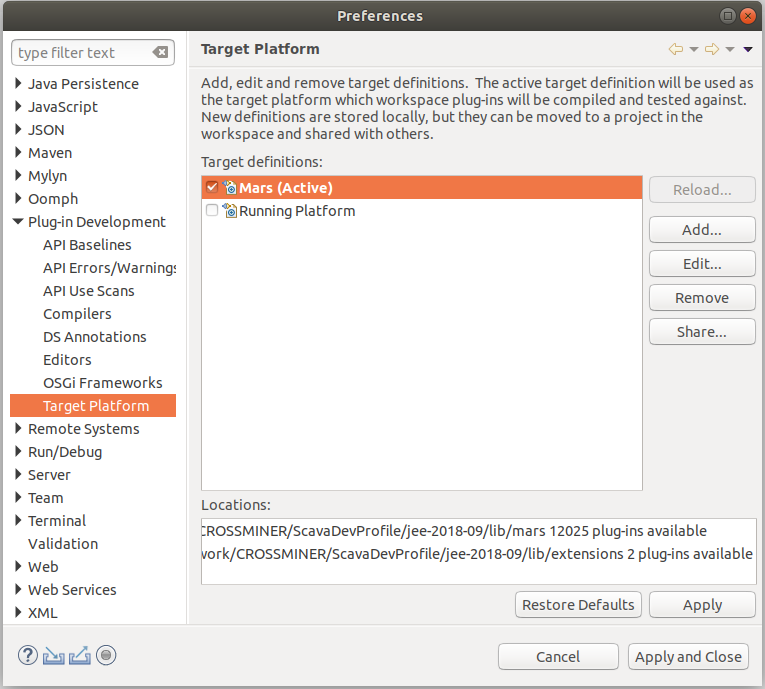 Preferences
type filter text
Java Persistence
JavaScript
JSON
Maven
Mylyn
Oomph
Plug-in Development
API Baselines
API Errors/Warnings
API Use Scans
Compilers
DS Annotations
Editors
OSGi Frameworks
Target Platform
Remote Systems
Run/Debug
Server
Team
Terminal
Validation
Web
Web Services
XML
Target Platform
Add, edit and remove target definitions.  The active target definition will be used as
the target platform which workspace plug-ins will be compiled and tested against.
New definitions are stored locally, but they can be moved to a project in the
workspace and shared with others.
Target definitions:
Mars (Active)
Running Platform
Reload...
Add...
Edit...
Remove
Share...
Locations:
CROSSMINER/ScavaDevProfile/jee-2018-09/lib/mars 12025 plug-ins available
work/CROSSMINER/ScavaDevProfile/jee-2018-09/lib/extensions 2 plug-ins available
Restore Defaults
Apply
?
Cancel
Apply and Close